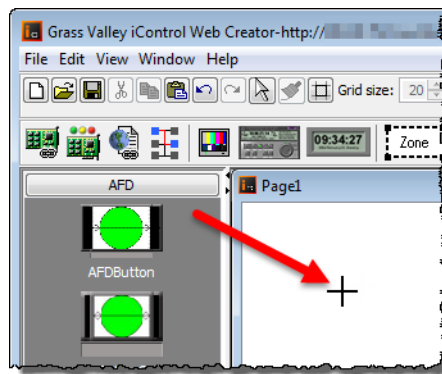 Grass Valley iControl Web Creator-http://
File Edit View Window Help
Grid size: 20
09:34:27
Zone
AFD
Page1
AFDButton